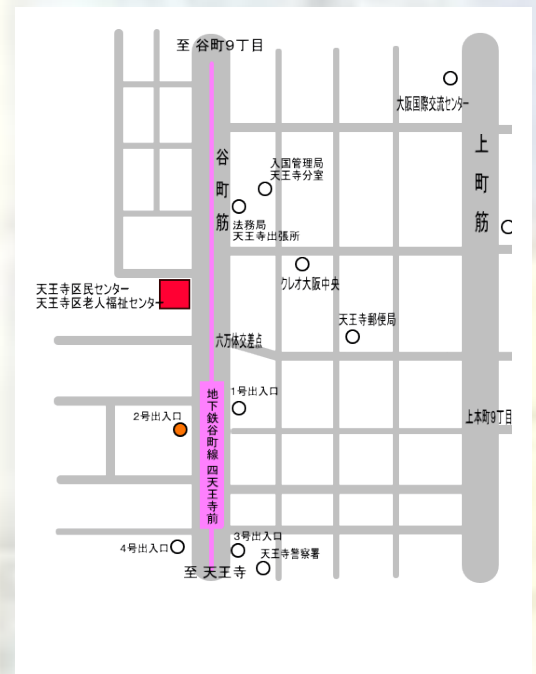 至 谷町9丁目
大阪国際交流センター
谷町筋
上町筋
入国管理局
天王寺分室
法務局
天王寺出張所
クレオ大阪中央
天王寺区民センター
天王寺区老人福祉センター
天王寺郵便局
六万体交差点
1号出入口
地下鉄谷町線 四天王寺前
2号出入口
上本町9丁目
3号出入口
4号出入口
天王寺警察署
至 天王寺